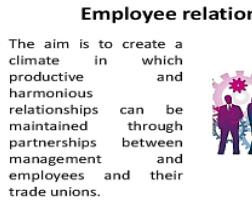 Employee relation
The aim is to create a
climate in which
productive and
harmonious
relationships can be
maintained through
partnerships between
management and
employees and their
trade unions.